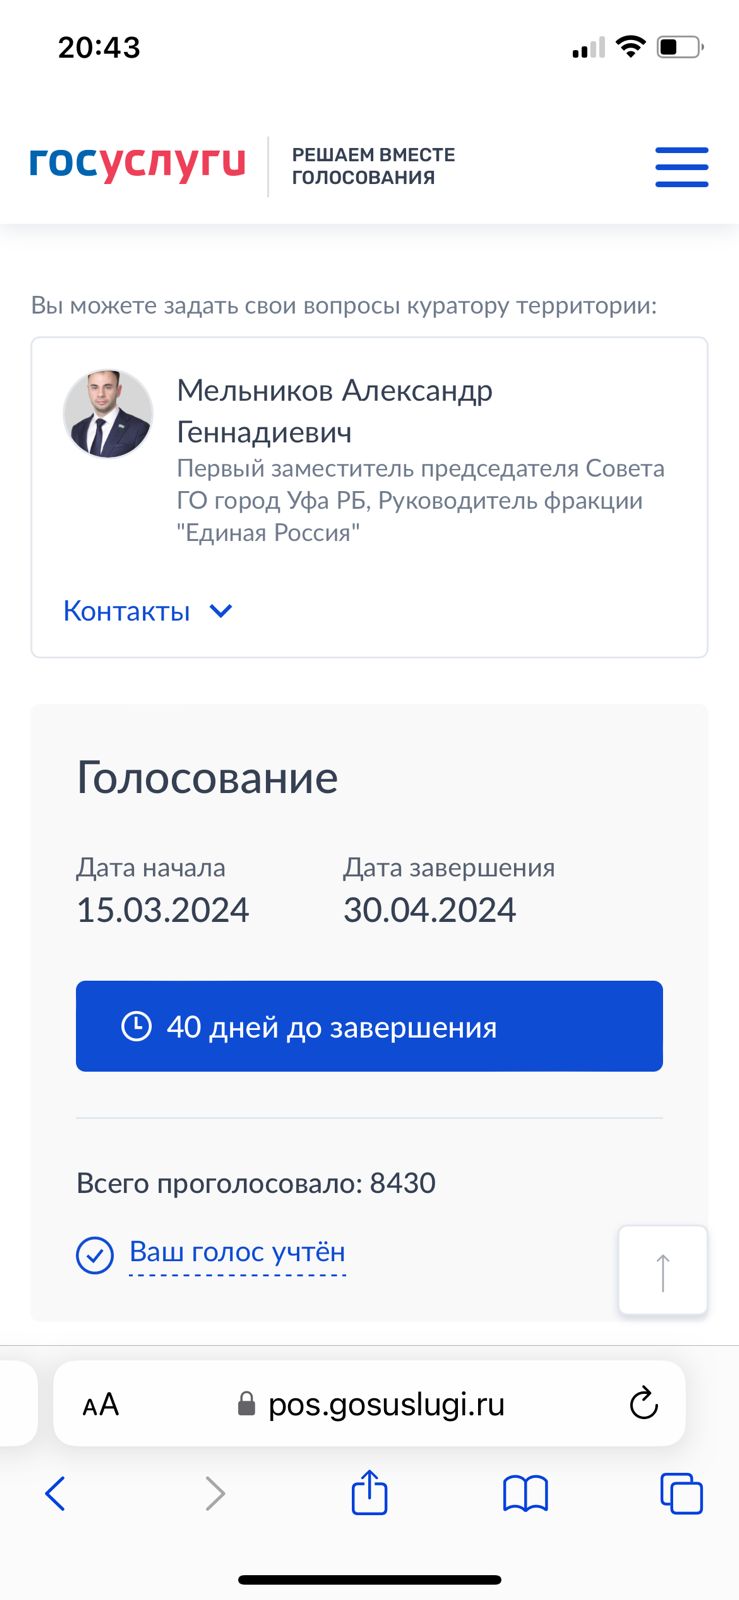 20:43
госуслуги
РЕШАЕМ ВМЕСТЕ
ГОЛОСОВАНИЯ
Вы можете задать свои вопросы куратору территории:
Мельников Александр
Геннадиевич
Первый заместитель председателя Совета
ГО город Уфа РБ, Руководитель фракции
"Единая Россия"
Контакты
Голосование
Дата начала
Дата завершения
15.03.2024
30.04.2024
40 дней до завершения
Всего проголосовало: 8430
Ваш голос учтён
АА
pos.gosuslugi.ru